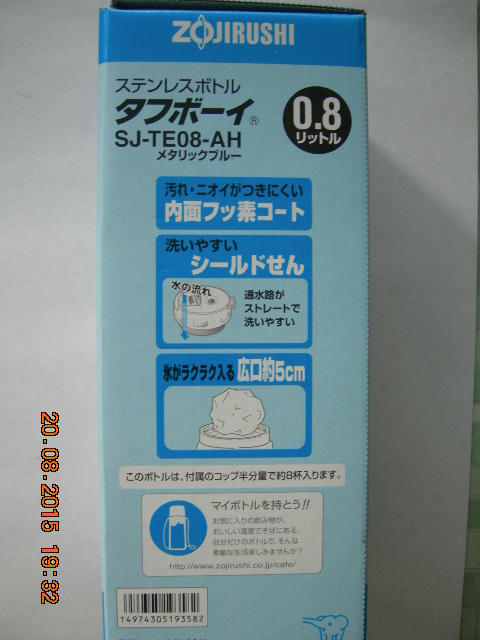 ZOJIRUSHI
ステンレスボトル
タフボーイ®
0.8
リットル
SJ-TE08-AH
メタリックブルー
汚れ・ニオイがつきにくい
内面フッ素コート
洗いやすい
シールドせん
水の流れ
通水路が
ストレートで
洗いやすい
氷がラクラク入る 広口約5cm
このボトルは、付属のコップ半分量で約8杯入ります。
マイボトルを持とう!!
お気に入りの飲み物が、
おいしい温度でそばにある。
自分だけのボトルで、そんな
素敵な生活楽しみませんか?
http://www.zojirushi.co.jp/cafe/
T4974305193582
20.08.2015 19:32